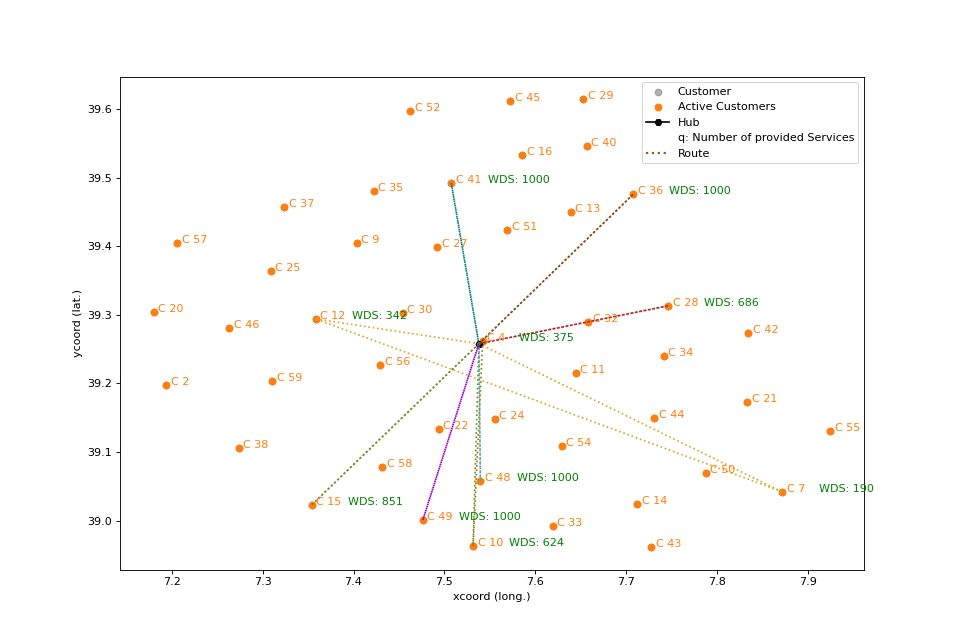 Customer
Active Customers
Hub
q: Number of provided Services
Route
39.6
39.5
39.4
39.3
39.2
39.1
39.0
ycoord (lat.)
C 52
C 45
C 29
C 40
C 16
C 41 WDS: 1000
C 35
C 36 WDS: 1000
C 37
C 13
C 51
C 57
C 9
C 27
C 25
C 20
C 12 WDS: 342
C 30
C 28 WDS: 686
C 46
C 32
C 42
C 4 WDS: 375
C 34
C 56
C 11
C 2
C 59
C 21
C 24
C 44
C 22
C 55
C 38
C 54
C 58
C 50
C 48 WDS: 1000
C 7 WDS: 190
C 15 WDS: 851
C 14
C 49 WDS: 1000
C 33
C 10 WDS: 624
C 43
7.2 7.3 7.4 7.5 7.6 7.7 7.8 7.9
xcoord (long.)